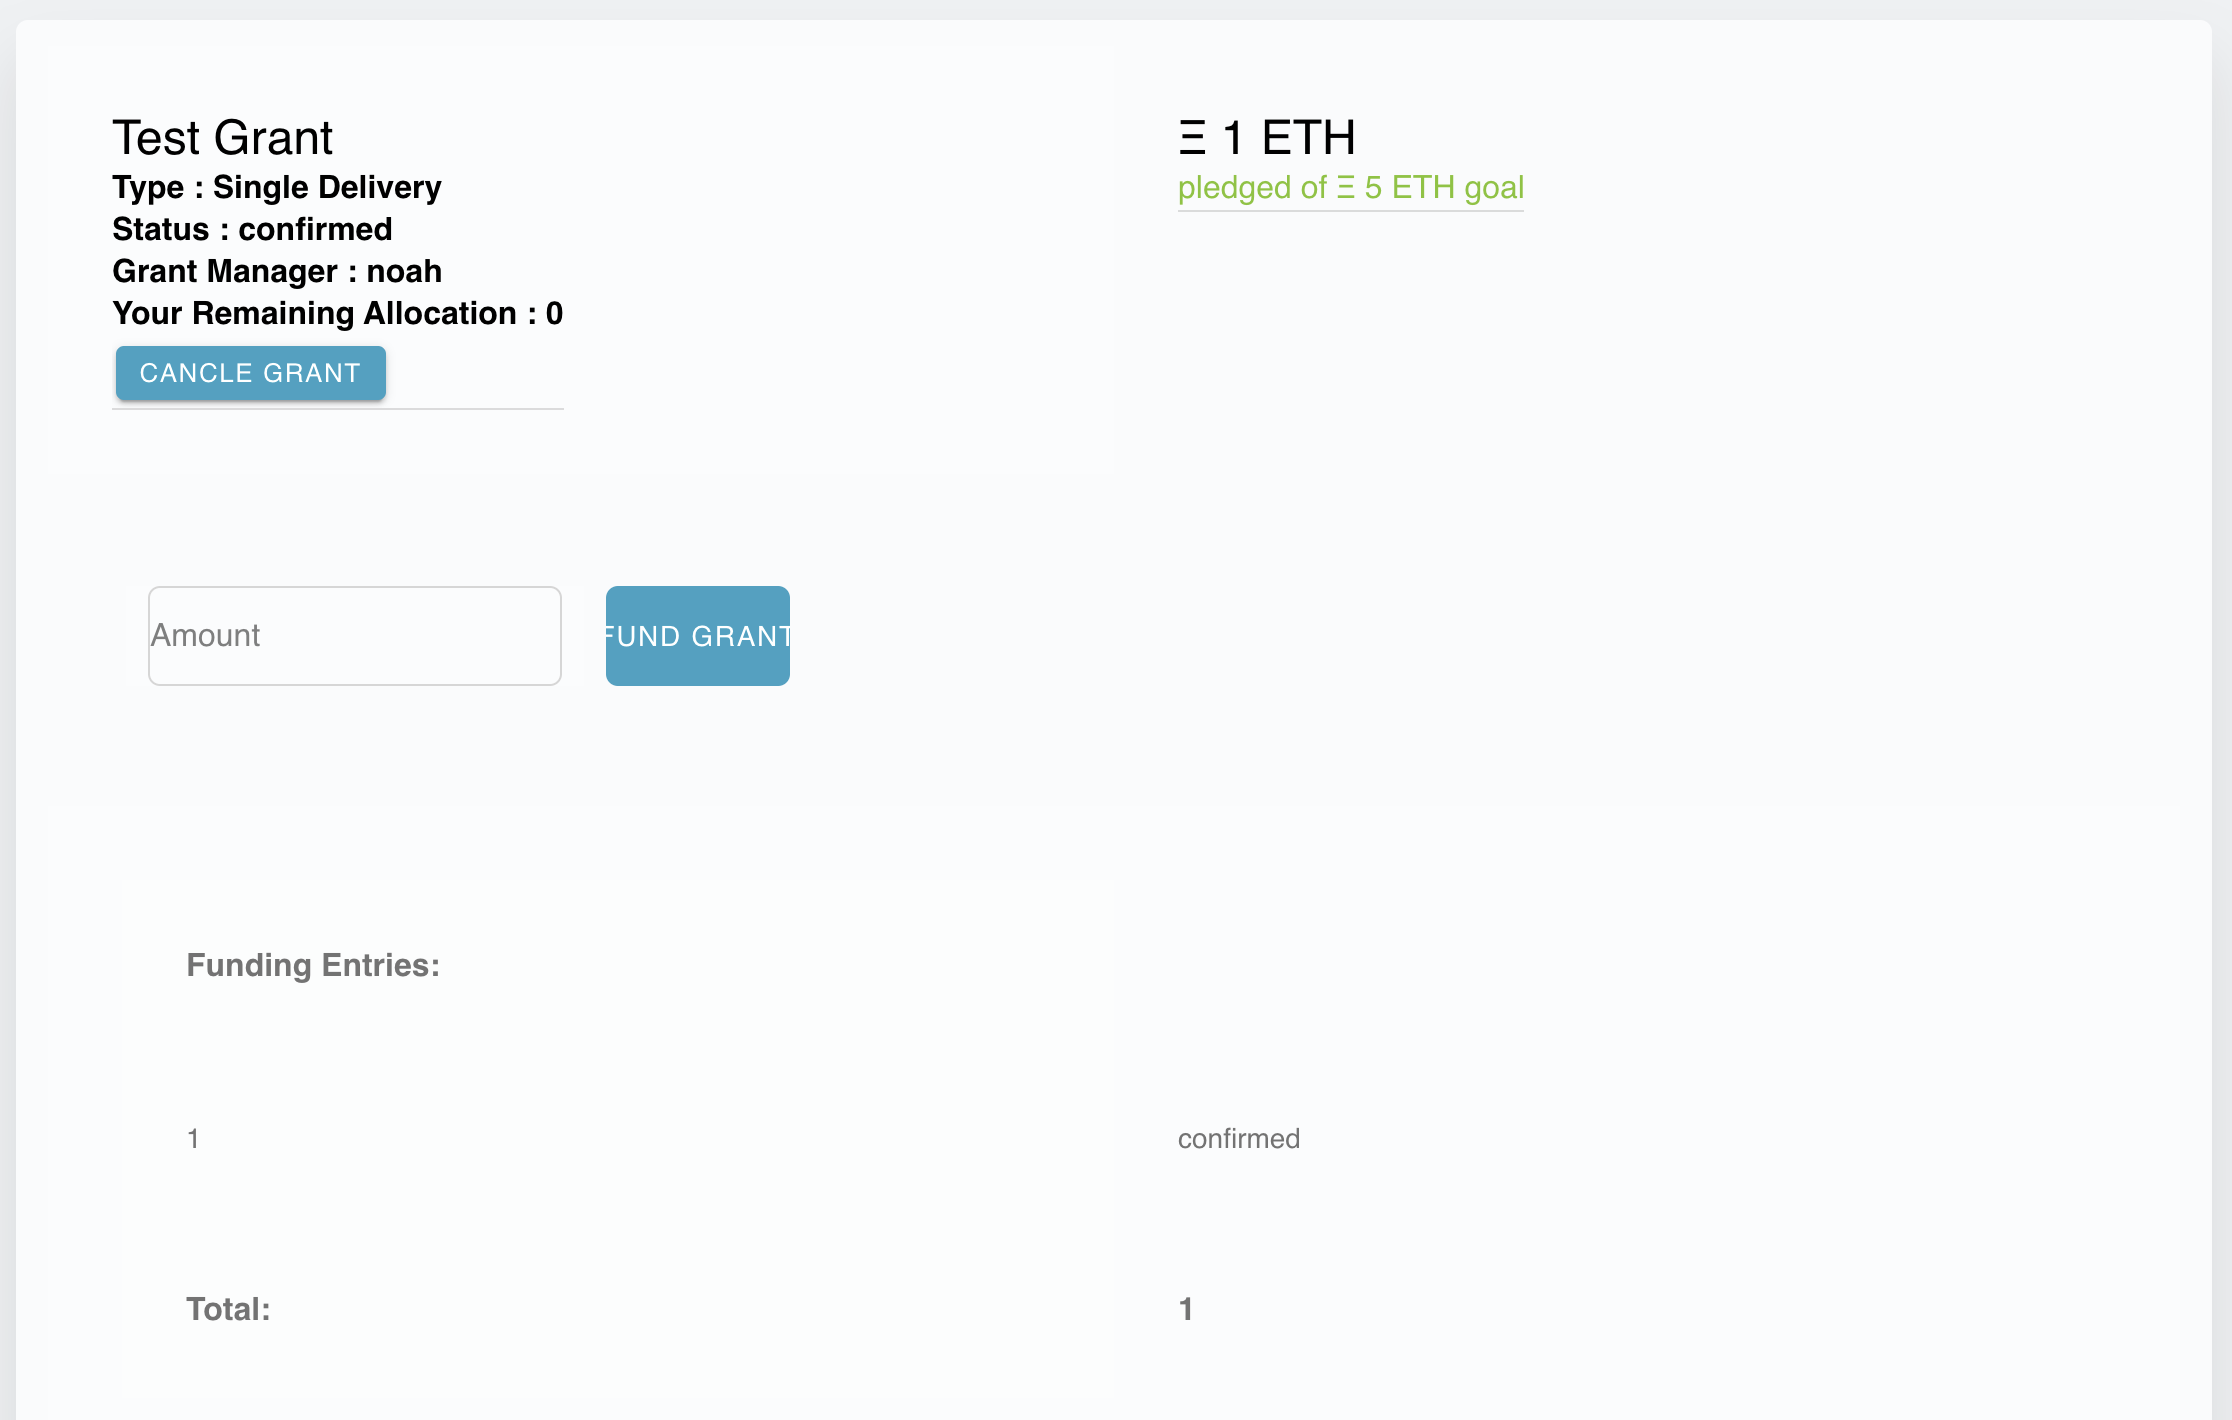 Test Grant
Type : Single Delivery
Status : confirmed
Grant Manager : noah
Your Remaining Allocation : 0
CANCLE GRANT
Ξ 1 ETH
pledged of Ξ 5 ETH goal
Amount
FUND GRANT
Funding Entries:
1 confirmed
Total: 1